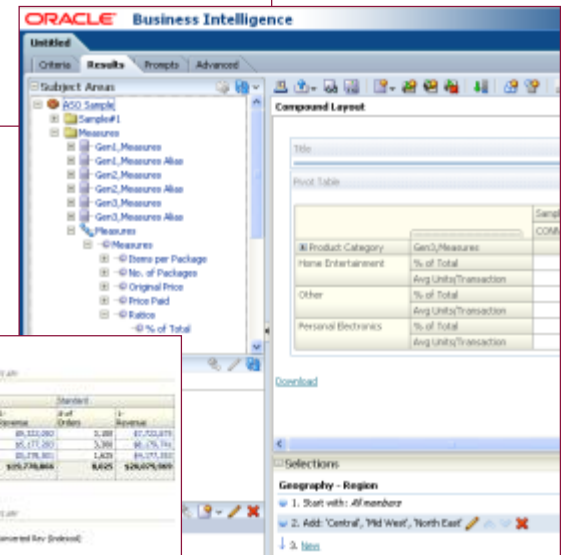 ORACLE Business Intelligence
Untitled
Criteria Results Prompts Advanced
Subject Areas
ASO Sample
Sample#1
Measures
Gen1,Measures
Gen1,Measures Alias
Gen2,Measures
Gen2,Measures Alias
Gen3,Measures
Gen3,Measures Alias
Measures
Measures
Items per Package
No. of Packages
Original Price
Price Paid
Ratios
% of Total
Compound Layout
Title
Pivot Table
Product Category Gen3,Measures
Home Entertainment % of Total
Avg Units/Transaction
Other % of Total
Avg Units/Transaction
Personal Electronics % of Total
Avg Units/Transaction
Download
Selections
Geography - Region
1. Start with: All members
2. Add: 'Central', 'Mid West', 'North East'
3. New
Standard
Revenue # of Orders Revenue